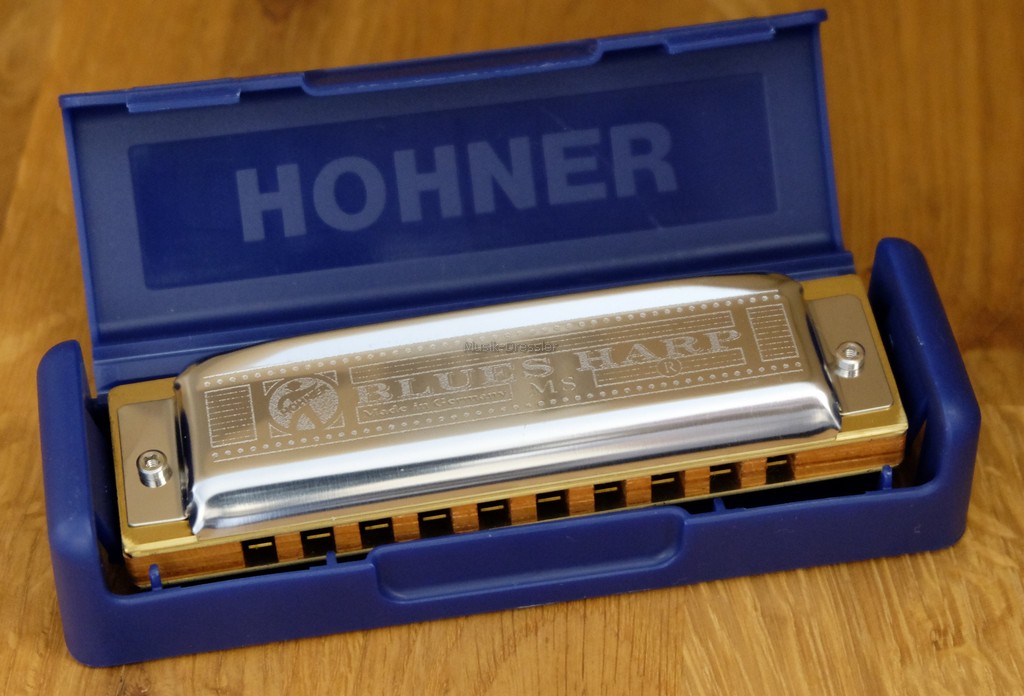 HOHNER
Musik-Dressler
BLUES HARP
MS
®
Made in Germany